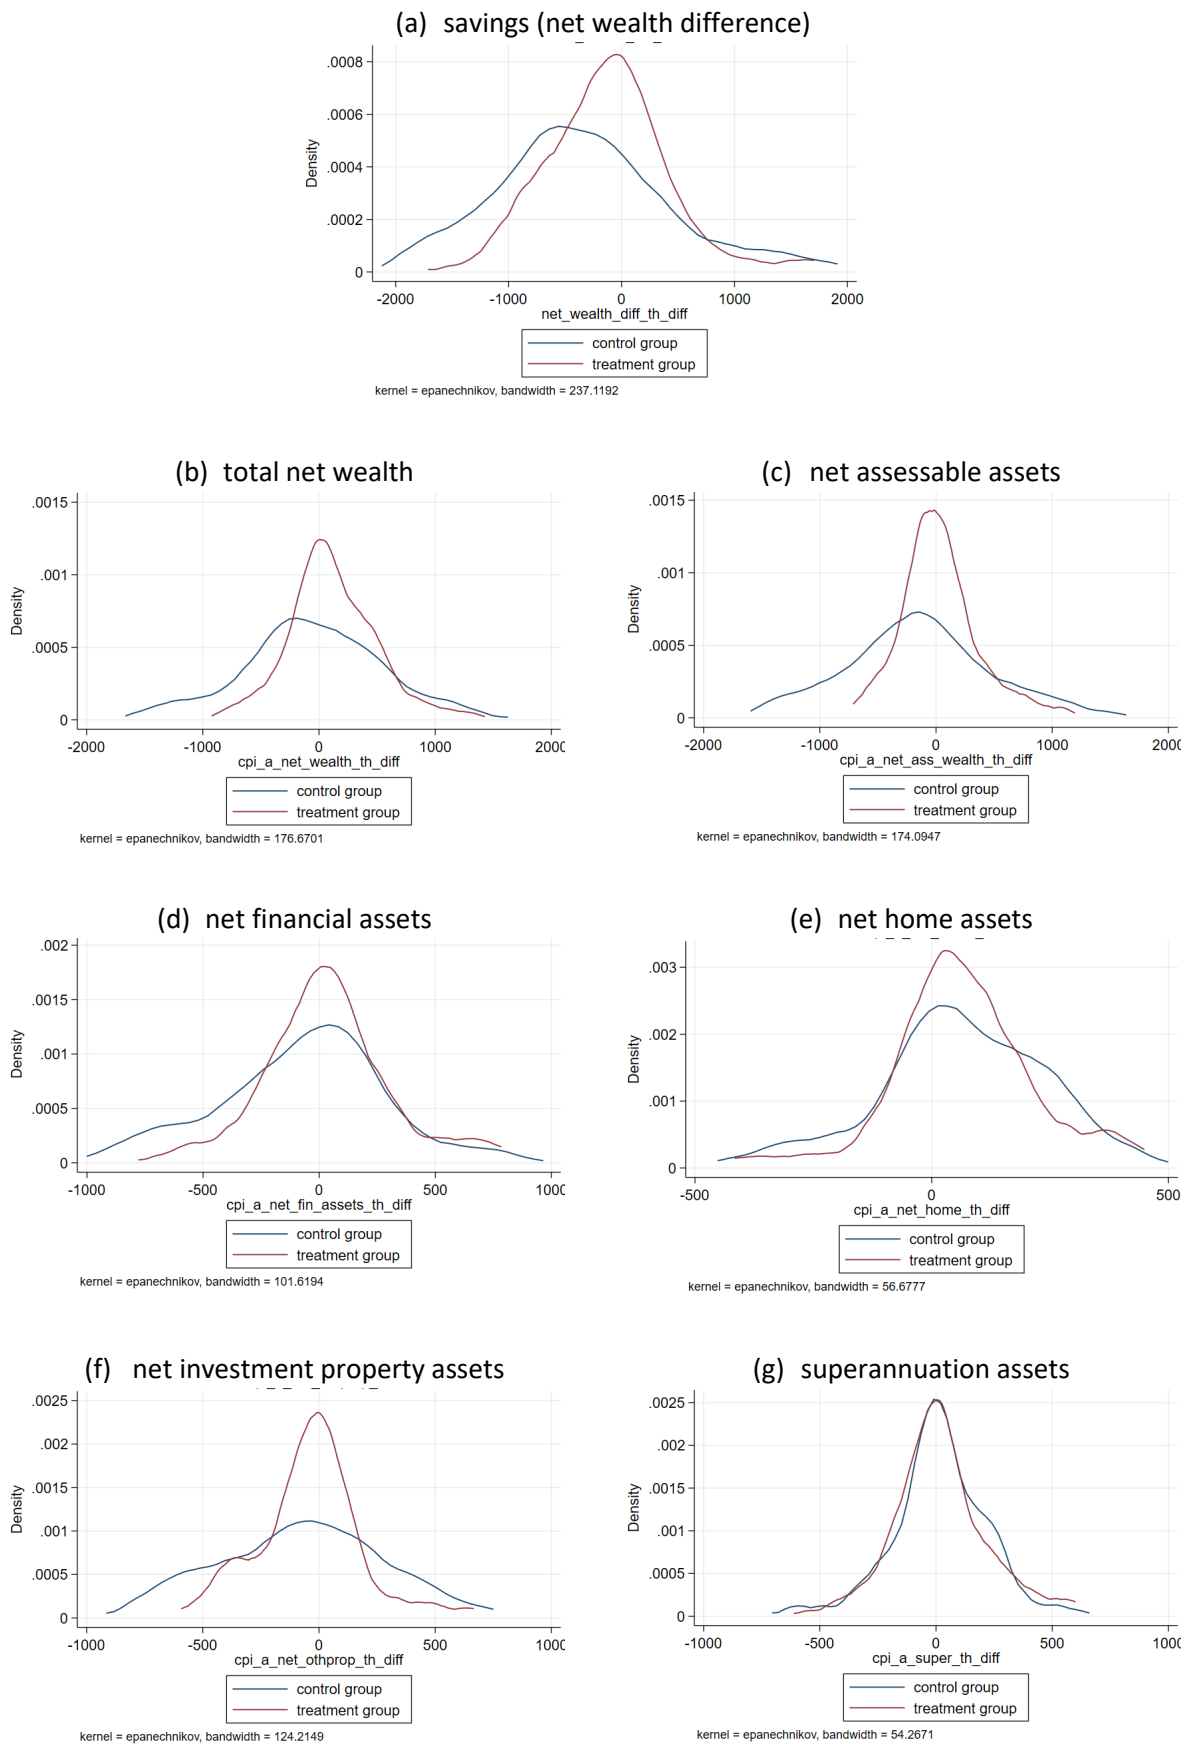 (a) savings (net wealth difference)
.0008
.0006
.0004
.0002
0
Density
-2000 -1000 0 1000 2000
net_wealth_diff_th_diff
control group
treatment group
kernel = epanechnikov, bandwidth = 237.1192
(b) total net wealth
.0015
.001
.0005
0
Density
-2000 -1000 0 1000 2000
cpi_a_net_wealth_th_diff
control group
treatment group
kernel = epanechnikov, bandwidth = 176.6701
(c) net assessable assets
.0015
.001
.0005
0
Density
-2000 -1000 0 1000 2000
cpi_a_net_ass_wealth_th_diff
control group
treatment group
kernel = epanechnikov, bandwidth = 174.0947
(d) net financial assets
.002
.0015
.001
.0005
0
Density
-1000 -500 0 500 1000
cpi_a_net_fin_assets_th_diff
control group
treatment group
kernel = epanechnikov, bandwidth = 101.6194
(e) net home assets
.003
.002
.001
0
Density
-500 0 500
cpi_a_net_home_th_diff
control group
treatment group
kernel = epanechnikov, bandwidth = 56.6777
(f) net investment property assets
.0025
.002
.0015
.001
.0005
0
Density
-1000 -500 0 500 1000
cpi_a_net_othprop_th_diff
control group
treatment group
kernel = epanechnikov, bandwidth = 124.2149
(g) superannuation assets
.0025
.002
.0015
.001
.0005
0
Density
-1000 -500 0 500 1000
cpi_a_super_th_diff
control group
treatment group
kernel = epanechnikov, bandwidth = 54.2671